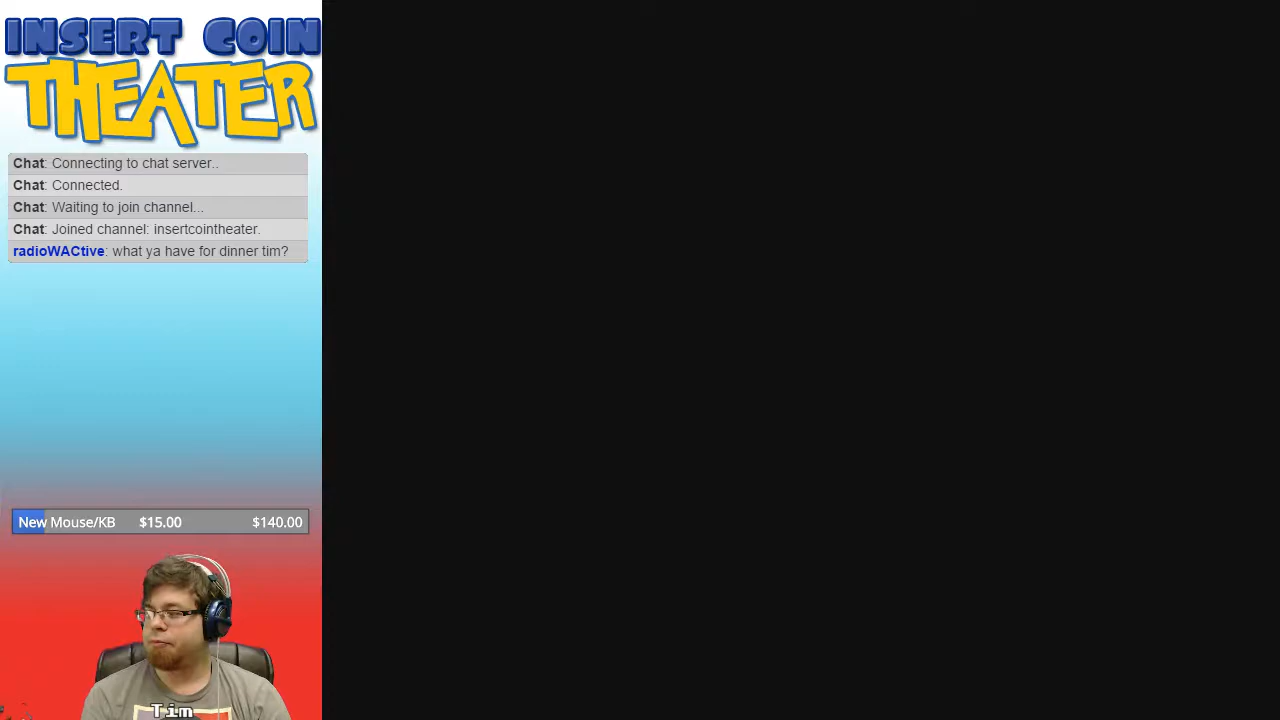 INSERT COIN
THEATER
Chat: Connecting to chat server..
Chat: Connected.
Chat: Waiting to join channel...
Chat: Joined channel: insertcointheater.
radioWACtive: what ya have for dinner tim?
New Mouse/KB $15.00 $140.00
Tim